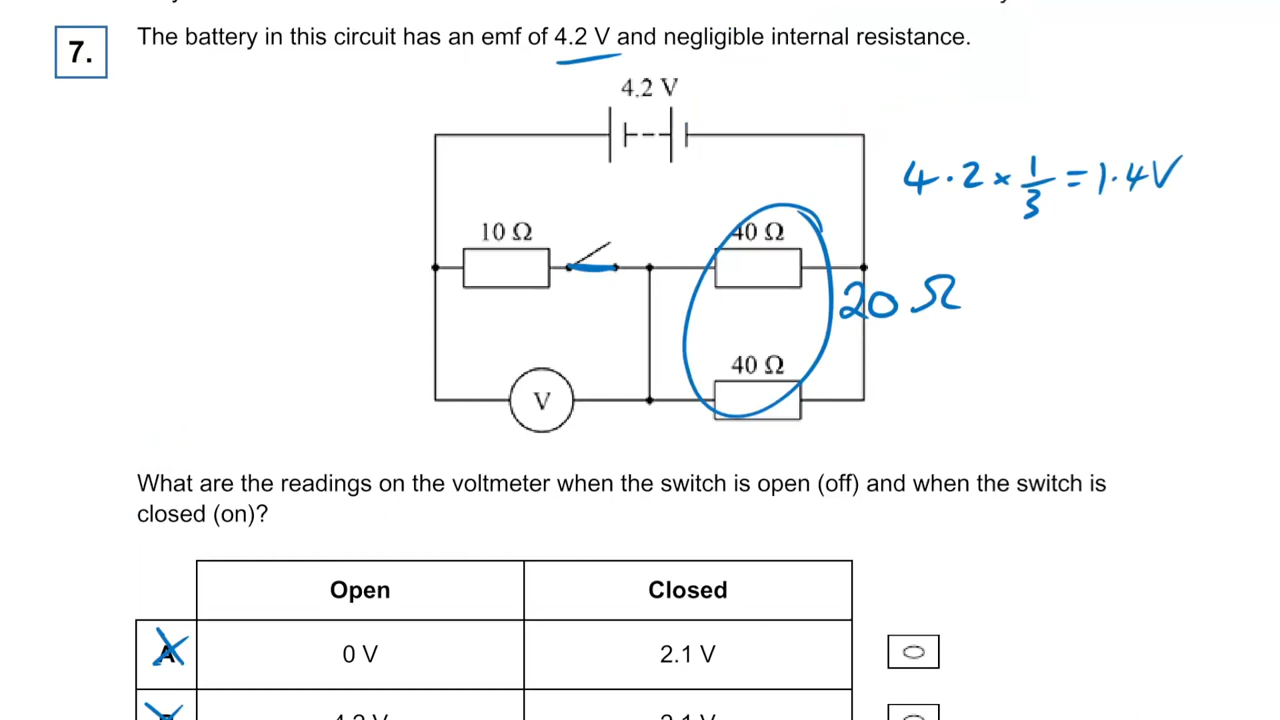 7.
The battery in this circuit has an emf of 4.2 V and negligible internal resistance.
4.2 V
4.2 × 1/3 = 1.4V
10 Ω
40 Ω
20 Ω
40 Ω
V
What are the readings on the voltmeter when the switch is open (off) and when the switch is
closed (on)?
Open Closed
A 0 V 2.1 V